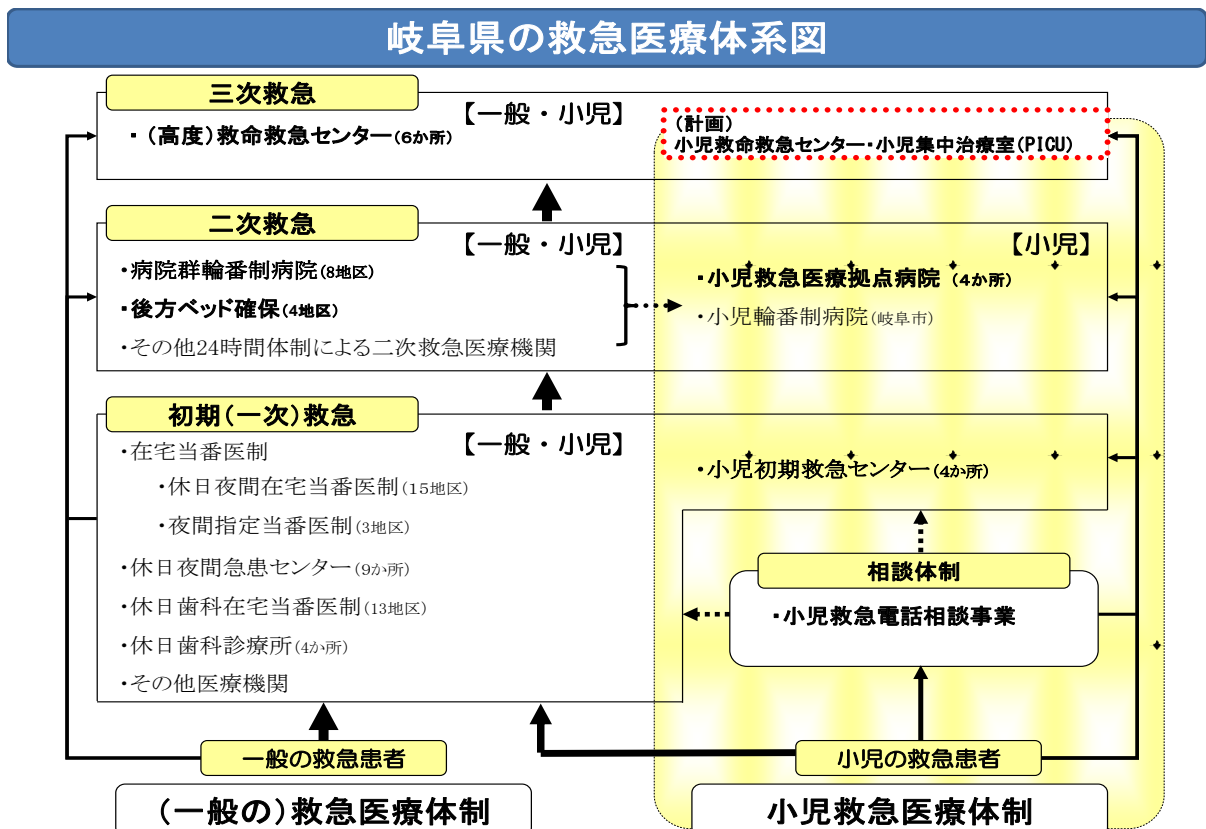 岐阜県の救急医療体系図
三次救急
【一般・小児】
・（高度）救命救急センター(6か所)
(計画)
小児救命救急センター・小児集中治療室(PICU)
二次救急
【一般・小児】
【小児】
・病院群輪番制病院(8地区)
・後方ベッド確保(4地区)
・その他24時間体制による二次救急医療機関
・小児救急医療拠点病院（4か所）
・小児輪番制病院(岐阜市)
初期(一次)救急
【一般・小児】
・在宅当番医制
・休日夜間在宅当番医制(15地区)
・夜間指定当番医制(3地区)
・休日夜間急患センター(9か所)
・休日歯科在宅当番医制(13地区)
・休日歯科診療所(4か所)
・その他医療機関
・小児初期救急センター(4か所)
相談体制
・小児救急電話相談事業
一般の救急患者
小児の救急患者
(一般の)救急医療体制
小児救急医療体制